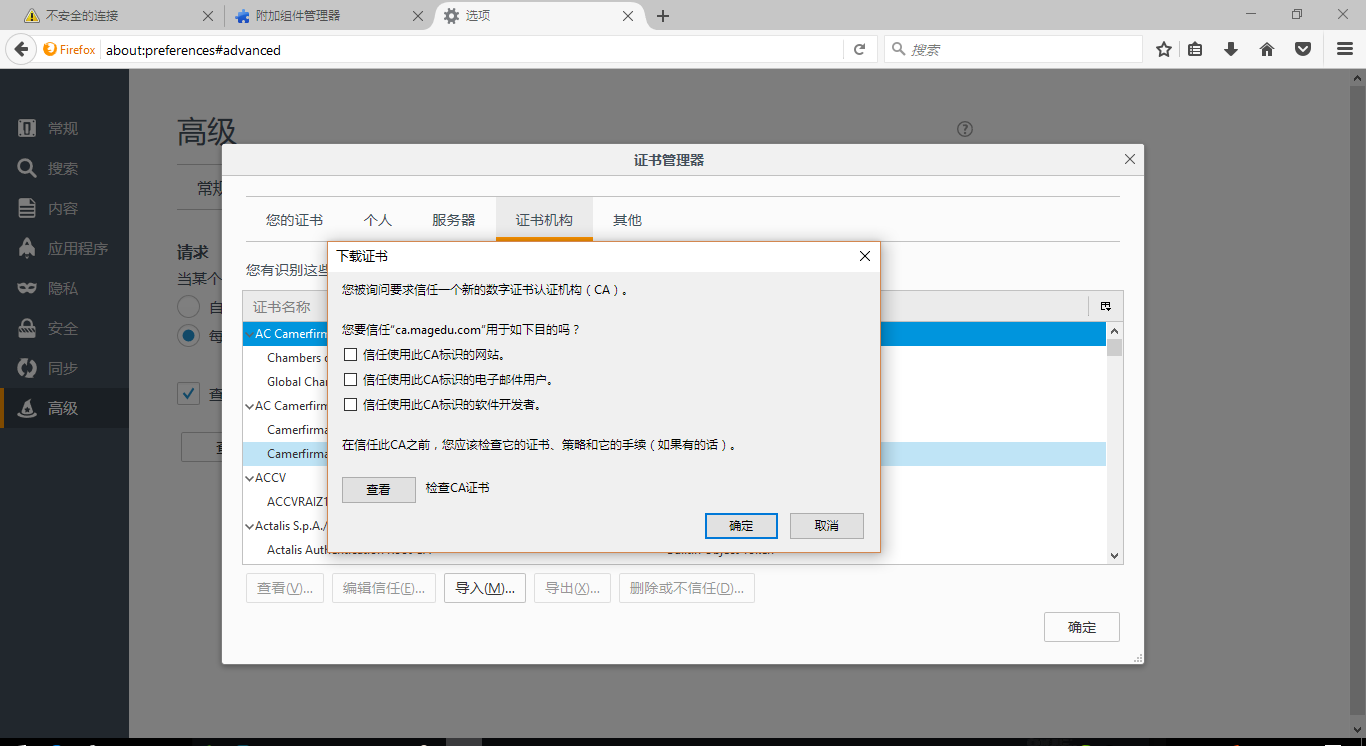 不安全的连接
附加组件管理器
选项
Firefox
about:preferences#advanced
搜索
常规
搜索
内容
应用程序
隐私
安全
同步
高级
高级
常规
请求
当某个
自
每
查
证书管理器
您的证书
个人
服务器
证书机构
其他
您有识别这些
证书名称
AC Camerfirm
Chambers
Global Cha
AC Camerfirm
Camerfirma
Camerfirma
ACCV
ACCVRAIZ1
Actalis S.p.A./
Actalis Authentication Root CA
Builtin Object Token
下载证书
您被询问要求信任一个新的数字证书认证机构（CA）。
您要信任“ca.magedu.com”用于如下目的吗？
信任使用此CA标识的网站。
信任使用此CA标识的电子邮件用户。
信任使用此CA标识的软件开发者。
在信任此CA之前，您应该检查它的证书、策略和它的手续（如果有的话）。
查看
检查CA证书
确定
取消
查看(V)...
编辑信任(E)...
导入(M)...
导出(X)...
删除或不信任(D)...
确定